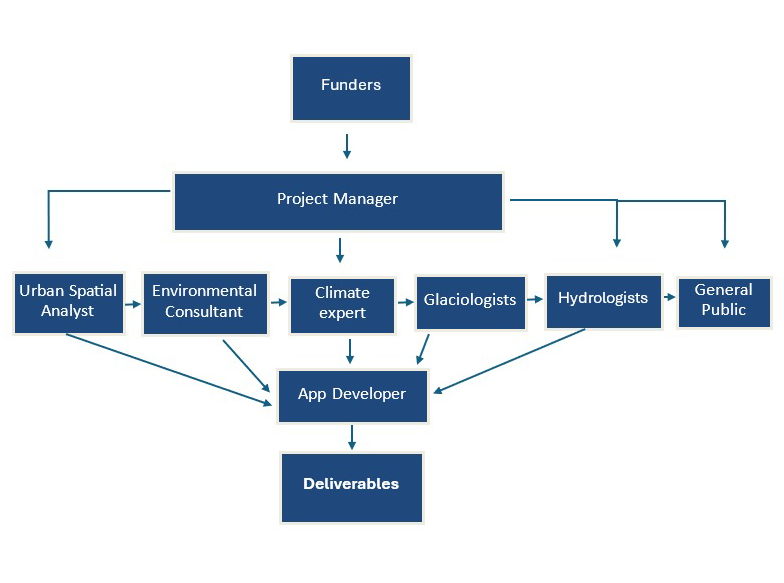 Funders
Project Manager
Urban Spatial
Analyst
Environmental
Consultant
Climate
expert
Glaciologists
Hydrologists
General
Public
App Developer
Deliverables